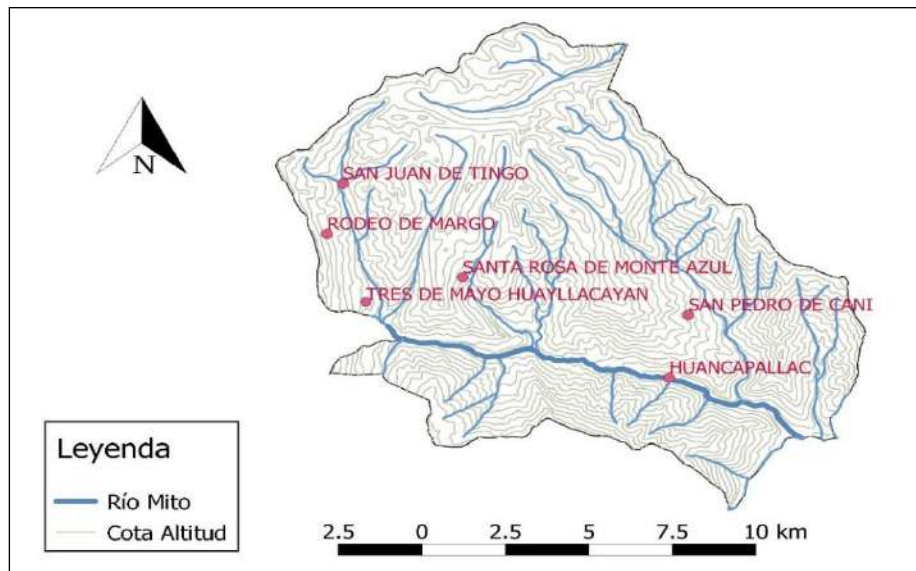 N
SAN JUAN DE TINGO
RODEO DE MARGO
SANTA ROSA DE MONTE AZUL
TRES DE MAYO HUAYLLACAYAN
SAN PEDRO DE CANI
HUANCAPALLAC
Leyenda
Río Mito
Cota Altitud
2.5 0 2.5 5 7.5 10 km